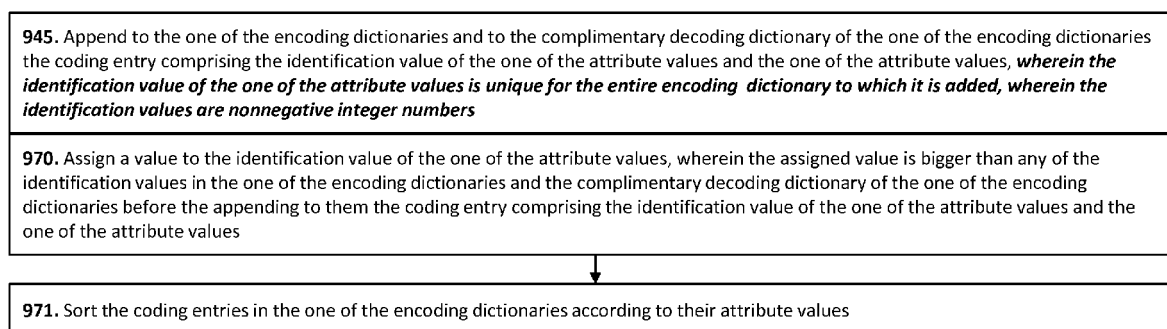 945. Append to the one of the encoding dictionaries and to the complimentary decoding dictionary of the one of the encoding dictionaries
the coding entry comprising the identification value of the one of the attribute values and the one of the attribute values, wherein the
identification value of the one of the attribute values is unique for the entire encoding dictionary to which it is added, wherein the
identification values are nonnegative integer numbers
970. Assign a value to the identification value of the one of the attribute values, wherein the assigned value is bigger than any of the
identification values in the one of the encoding dictionaries and the complimentary decoding dictionary of the one of the encoding
dictionaries before the appending to them the coding entry comprising the identification value of the one of the attribute values and the
one of the attribute values
971. Sort the coding entries in the one of the encoding dictionaries according to their attribute values